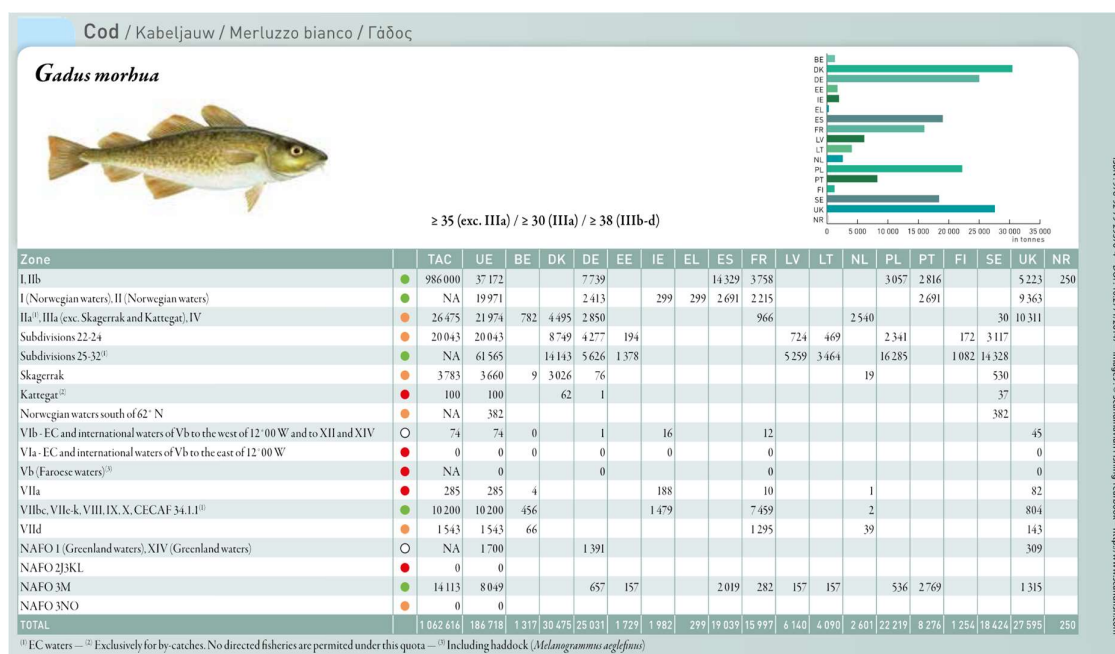 Cod / Kabeljauw / Merluzzo bianco / Γάδος
Gadus morhua
≥ 35 (exc. IIIa) / ≥ 30 (IIIa) / ≥ 38 (IIIb-d)
BE
DK
DE
EE
IE
EL
ES
FR
LV
LT
NL
PL
PT
FI
SE
UK
NR
0 5 000 10 000 15 000 20 000 25 000 30 000 35 000
in tonnes
Zone TAC UE BE DK DE EE IE EL ES FR LV LT NL PL PT FI SE UK NR
I, IIb 986 000 37 172 7 739 14 329 3 758 3 057 2 816 5 223 250
I (Norwegian waters), II (Norwegian waters) NA 19 971 2 413 299 299 2 691 2 215 2 691 9 363
IIa(1), IIIa (exc. Skagerrak and Kattegat), IV 26 475 21 974 782 4 495 2 850 966 2 540 30 10 311
Subdivisions 22-24 20 043 20 043 8 749 4 277 194 724 469 2 341 172 3 117
Subdivisions 25-32(1) NA 61 565 14 143 5 626 1 378 5 259 3 464 16 285 1 082 14 328
Skagerrak 3 783 3 660 9 3 026 76 19 530
Kattegat(2) 100 100 62 1 37
Norwegian waters south of 62° N NA 382 382
VIb - EC and international waters of Vb to the west of 12°00 W and to XII and XIV 74 74 0 1 16 12 45
VIa - EC and international waters of Vb to the east of 12°00 W 0 0 0 0 0 0 0
Vb (Faroese waters)(3) NA 0 0 0 0
VIIa 285 285 4 188 10 1 82
VIIbc, VIIe-k, VIII, IX, X, CECAF 34.1.1(1) 10 200 10 200 456 1 479 7 459 2 804
VIId 1 543 1 543 66 1 295 39 143
NAFO 1 (Greenland waters), XIV (Greenland waters) NA 1 700 1 391 309
NAFO 2J3KL 0 0
NAFO 3M 14 113 8 049 657 157 2 019 282 157 157 536 2 769 1 315
NAFO 3NO 0 0
TOTAL 1 062 616 186 718 1 317 30 475 25 031 1 729 1 982 299 19 039 15 997 6 140 4 090 2 601 22 219 8 276 1 254 18 424 27 595 250
(1) EC waters — (2) Exclusively for by-catches. No directed fisheries are permited under this quota — (3) Including haddock (Melanogrammus aeglefinus)